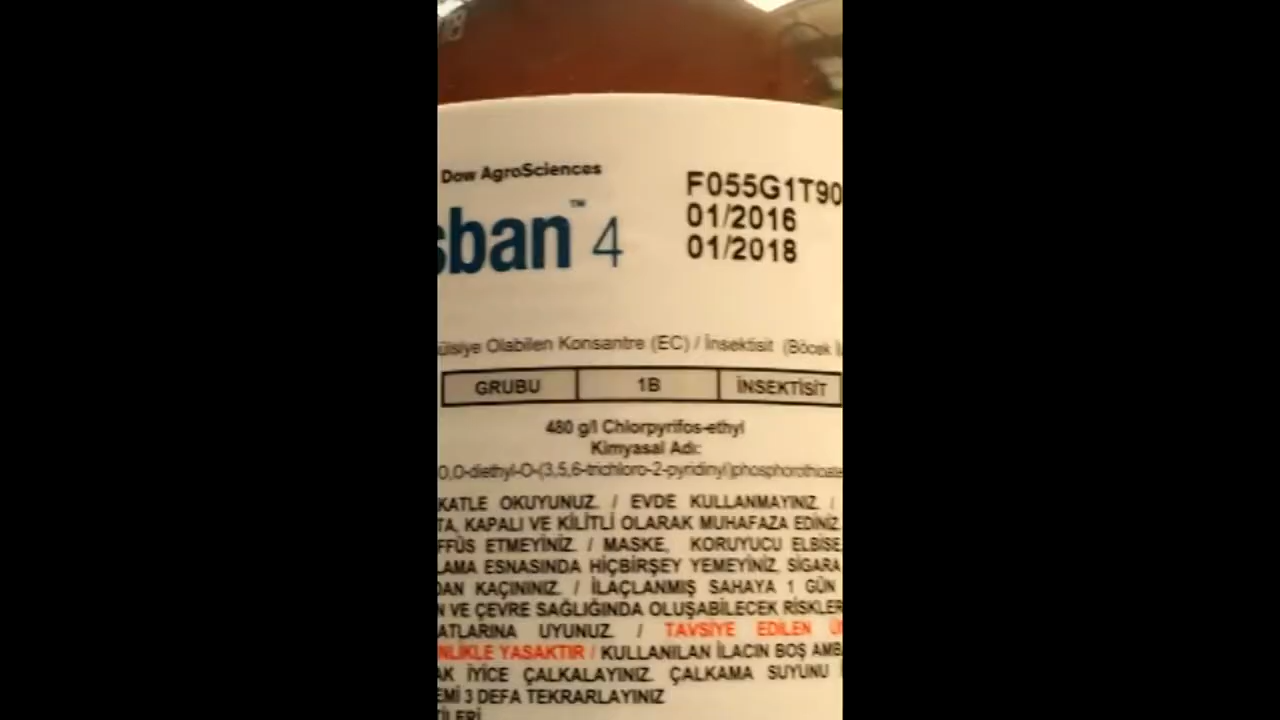 Dow AgroSciences
F055G1T90
sban™ 4
01/2016
01/2018
ülsiye Olabilen Konsantre (EC) / İnsektisit (Böcek
GRUBU 1B İNSEKTİSİT
480 g/l Chlorpyrifos-ethyl
Kimyasal Adı:
O,O-diethyl-O-(3,5,6-trichloro-2-pyridinyl)phosphorothioate
KATLE OKUYUNUZ. / EVDE KULLANMAYINIZ. /
TA, KAPALI VE KİLİTLİ OLARAK MUHAFAZA EDİNİZ.
FFÜS ETMEYİNİZ. / MASKE, KORUYUCU ELBİSE
LAMA ESNASINDA HİÇBİRŞEY YEMEYİNİZ, SİGARA
DAN KAÇININIZ. / İLAÇLANMIŞ SAHAYA 1 GÜN
N VE ÇEVRE SAĞLIĞINDA OLUŞABİLECEK RİSKLER
ATLARINA UYUNUZ. / TAVSİYE EDİLEN
NLİKLE YASAKTIR / KULLANILAN İLACIN BOŞ AMB
AK İYİCE ÇALKALAYINIZ. ÇALKAMA SUYUNU
EMİ 3 DEFA TEKRARLAYINIZ